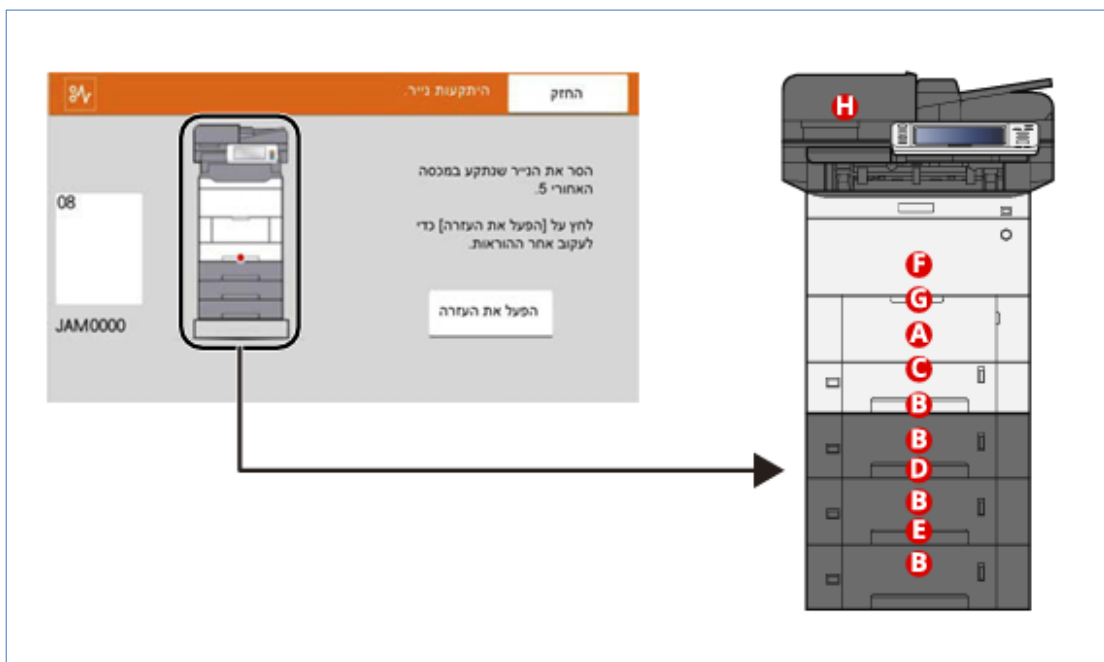 היתקעות נייר.
החזק
הסר את הנייר שנתקע במכסה
האחורי 5.
לחץ על [הפעל את העזרה] כדי
לעקוב אחר ההוראות.
הפעל את העזרה
08
JAM0000
H
F
G
A
C
B
B
D
B
E
B